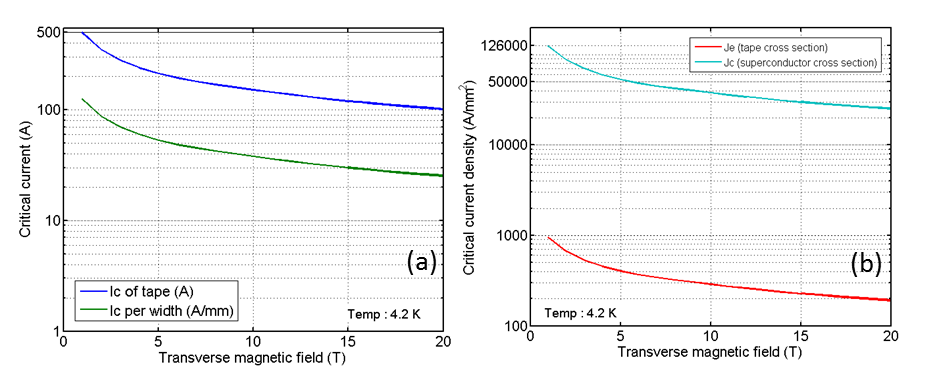 Critical current (A)
500
100
10
1
0
5
10
15
20
Transverse magnetic field (T)
Ic of tape (A)
Ic per width (A/mm)
Temp : 4.2 K
(a)
Critical current density (A/mm²)
126000
50000
10000
1000
100
0
5
10
15
20
Transverse magnetic field (T)
Je (tape cross section)
Jc (superconductor cross section)
Temp : 4.2 K
(b)